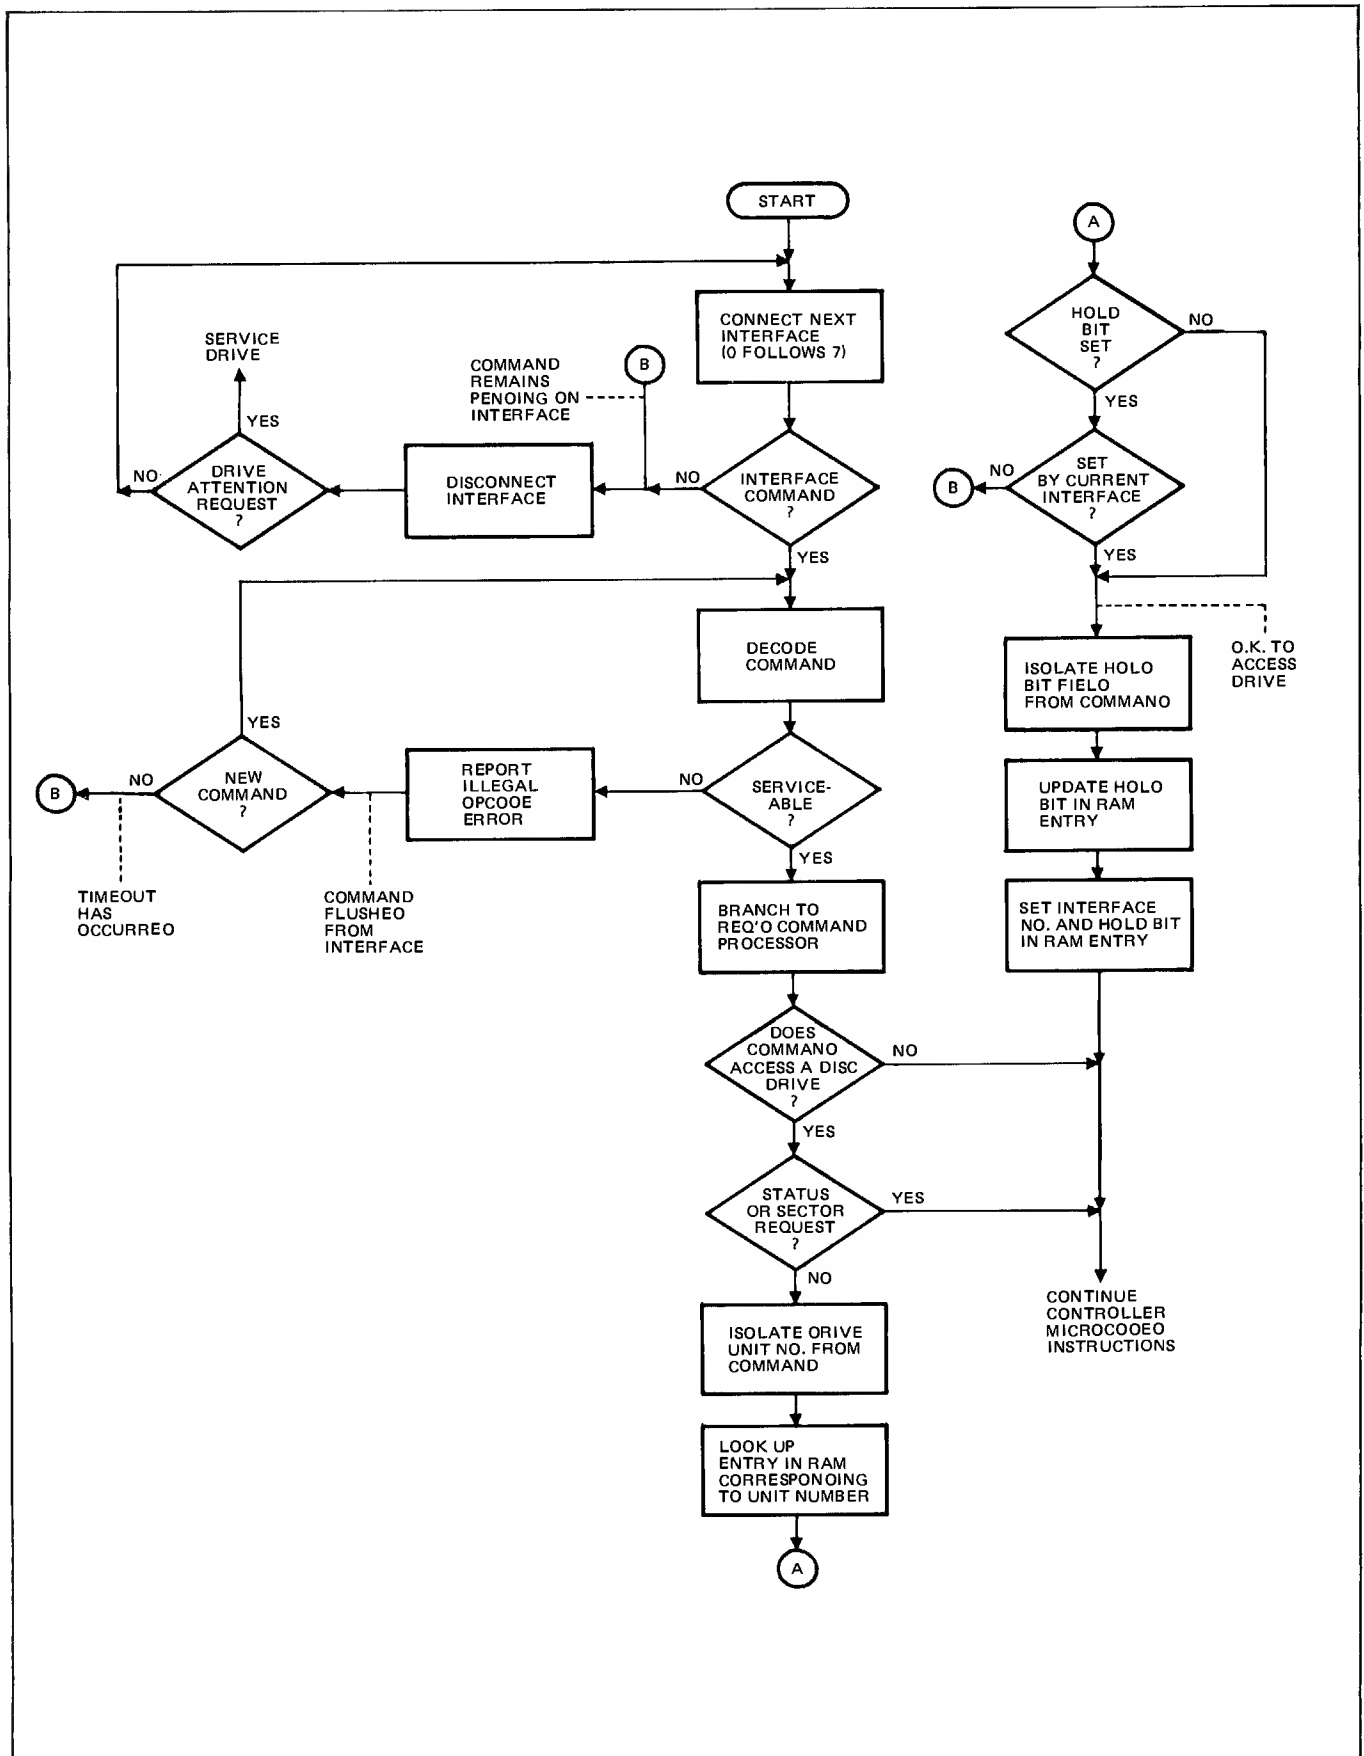 START
A
CONNECT NEXT
INTERFACE
(0 FOLLOWS 7)
HOLD
BIT
SET
?
NO
YES
SERVICE
DRIVE
COMMAND
REMAINS
PENDING ON
INTERFACE
B
YES
DRIVE
ATTENTION
REQUEST
?
NO
DISCONNECT
INTERFACE
NO
INTERFACE
COMMAND
?
YES
B
NO
SET
BY CURRENT
INTERFACE
?
YES
O.K. TO
ACCESS
DRIVE
DECODE
COMMAND
ISOLATE HOLO
BIT FIELD
FROM COMMANO
YES
B
NO
NEW
COMMAND
?
REPORT
ILLEGAL
OPCOOE
ERROR
NO
SERVICE-
ABLE
?
YES
UPDATE HOLO
BIT IN RAM
ENTRY
TIMEOUT
HAS
OCCURREO
COMMAND
FLUSHEO
FROM
INTERFACE
BRANCH TO
REQ'O COMMAND
PROCESSOR
SET INTERFACE
NO. AND HOLD BIT
IN RAM ENTRY
DOES
COMMANO
ACCESS A DISC
DRIVE
?
NO
YES
STATUS
OR SECTOR
REQUEST
?
YES
NO
CONTINUE
CONTROLLER
MICROCOOEO
INSTRUCTIONS
ISOLATE ORIVE
UNIT NO. FROM
COMMAND
LOOK UP
ENTRY IN RAM
CORRESPONOING
TO UNIT NUMBER
A